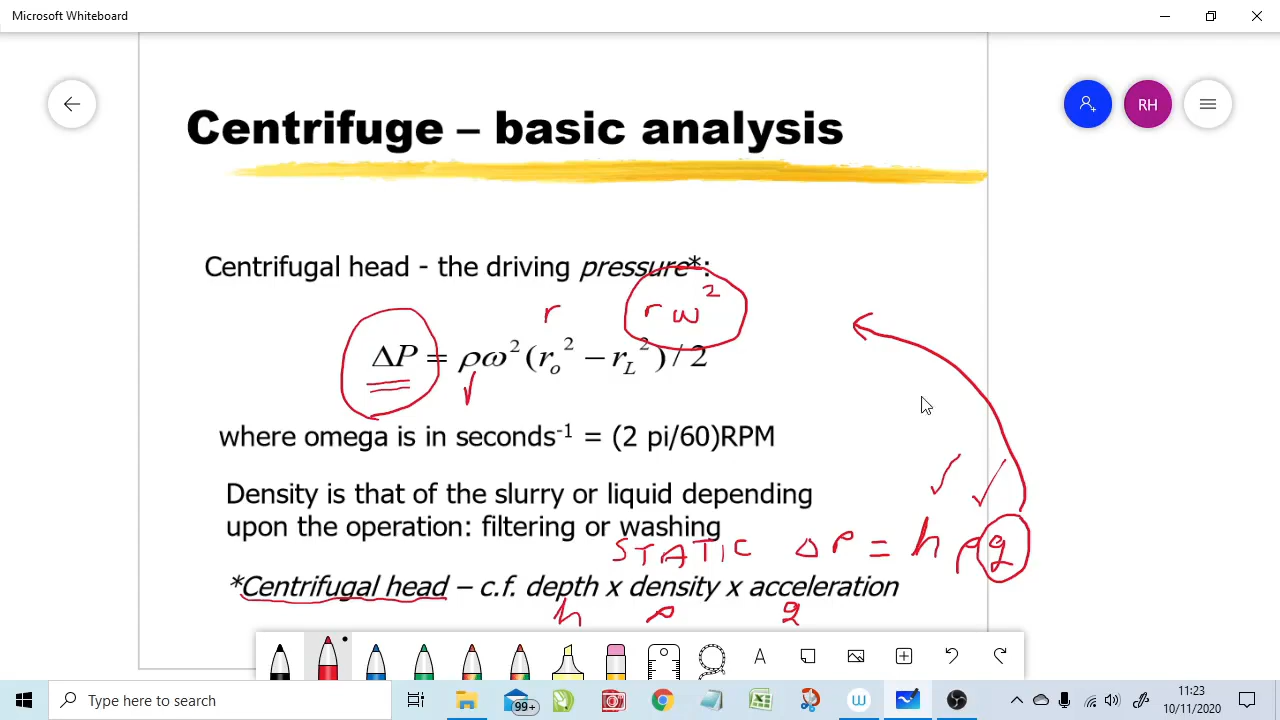 Microsoft Whiteboard
RH
Centrifuge – basic analysis
Centrifugal head - the driving pressure*:
r rω²
ΔP = ρω²(rₒ² − r_L²) / 2
where omega is in seconds⁻¹ = (2 pi/60)RPM
Density is that of the slurry or liquid depending
upon the operation: filtering or washing
STATIC ΔP = hρg
*Centrifugal head – c.f. depth x density x acceleration
h ρ g
A
Type here to search
99+
11:23
10/11/2020